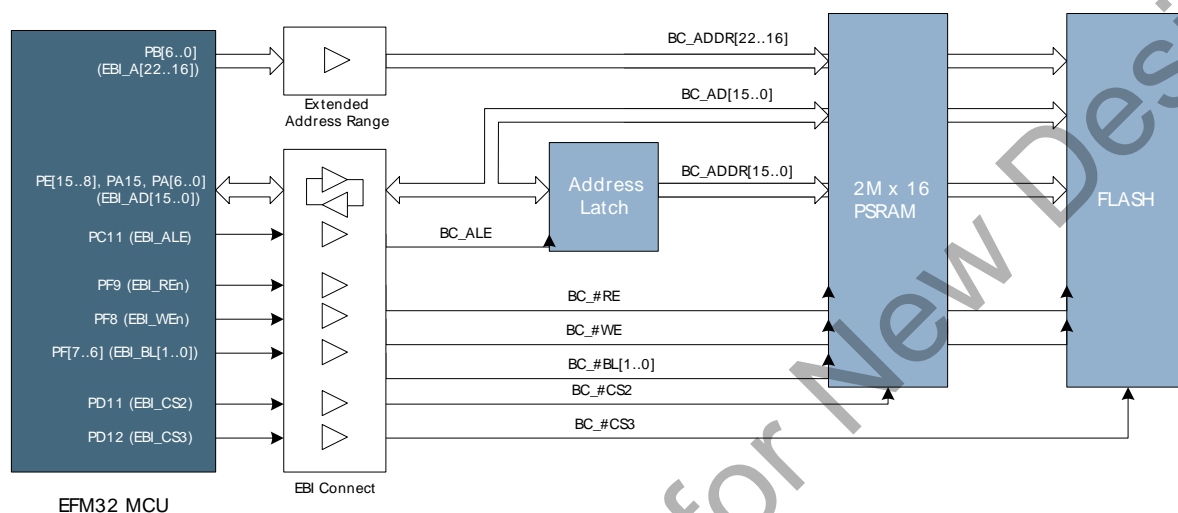 PB[6..0]
(EBI_A[22..16])
Extended
Address Range
BC_ADDR[22..16]
BC_AD[15..0]
PE[15..8], PA15, PA[6..0]
(EBI_AD[15..0])
Address
Latch
BC_ADDR[15..0]
2M x 16
PSRAM
FLASH
PC11 (EBI_ALE)
BC_ALE
PF9 (EBI_REn)
BC_#RE
PF8 (EBI_WEn)
BC_#WE
PF[7..6] (EBI_BL[1..0])
BC_#BL[1..0]
PD11 (EBI_CS2)
BC_#CS2
PD12 (EBI_CS3)
BC_#CS3
EBI Connect
EFM32 MCU
for New Des